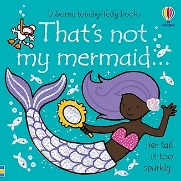 Usborne touchy-feely books
That's not
my mermaid...
her tail
is too
sparkly.